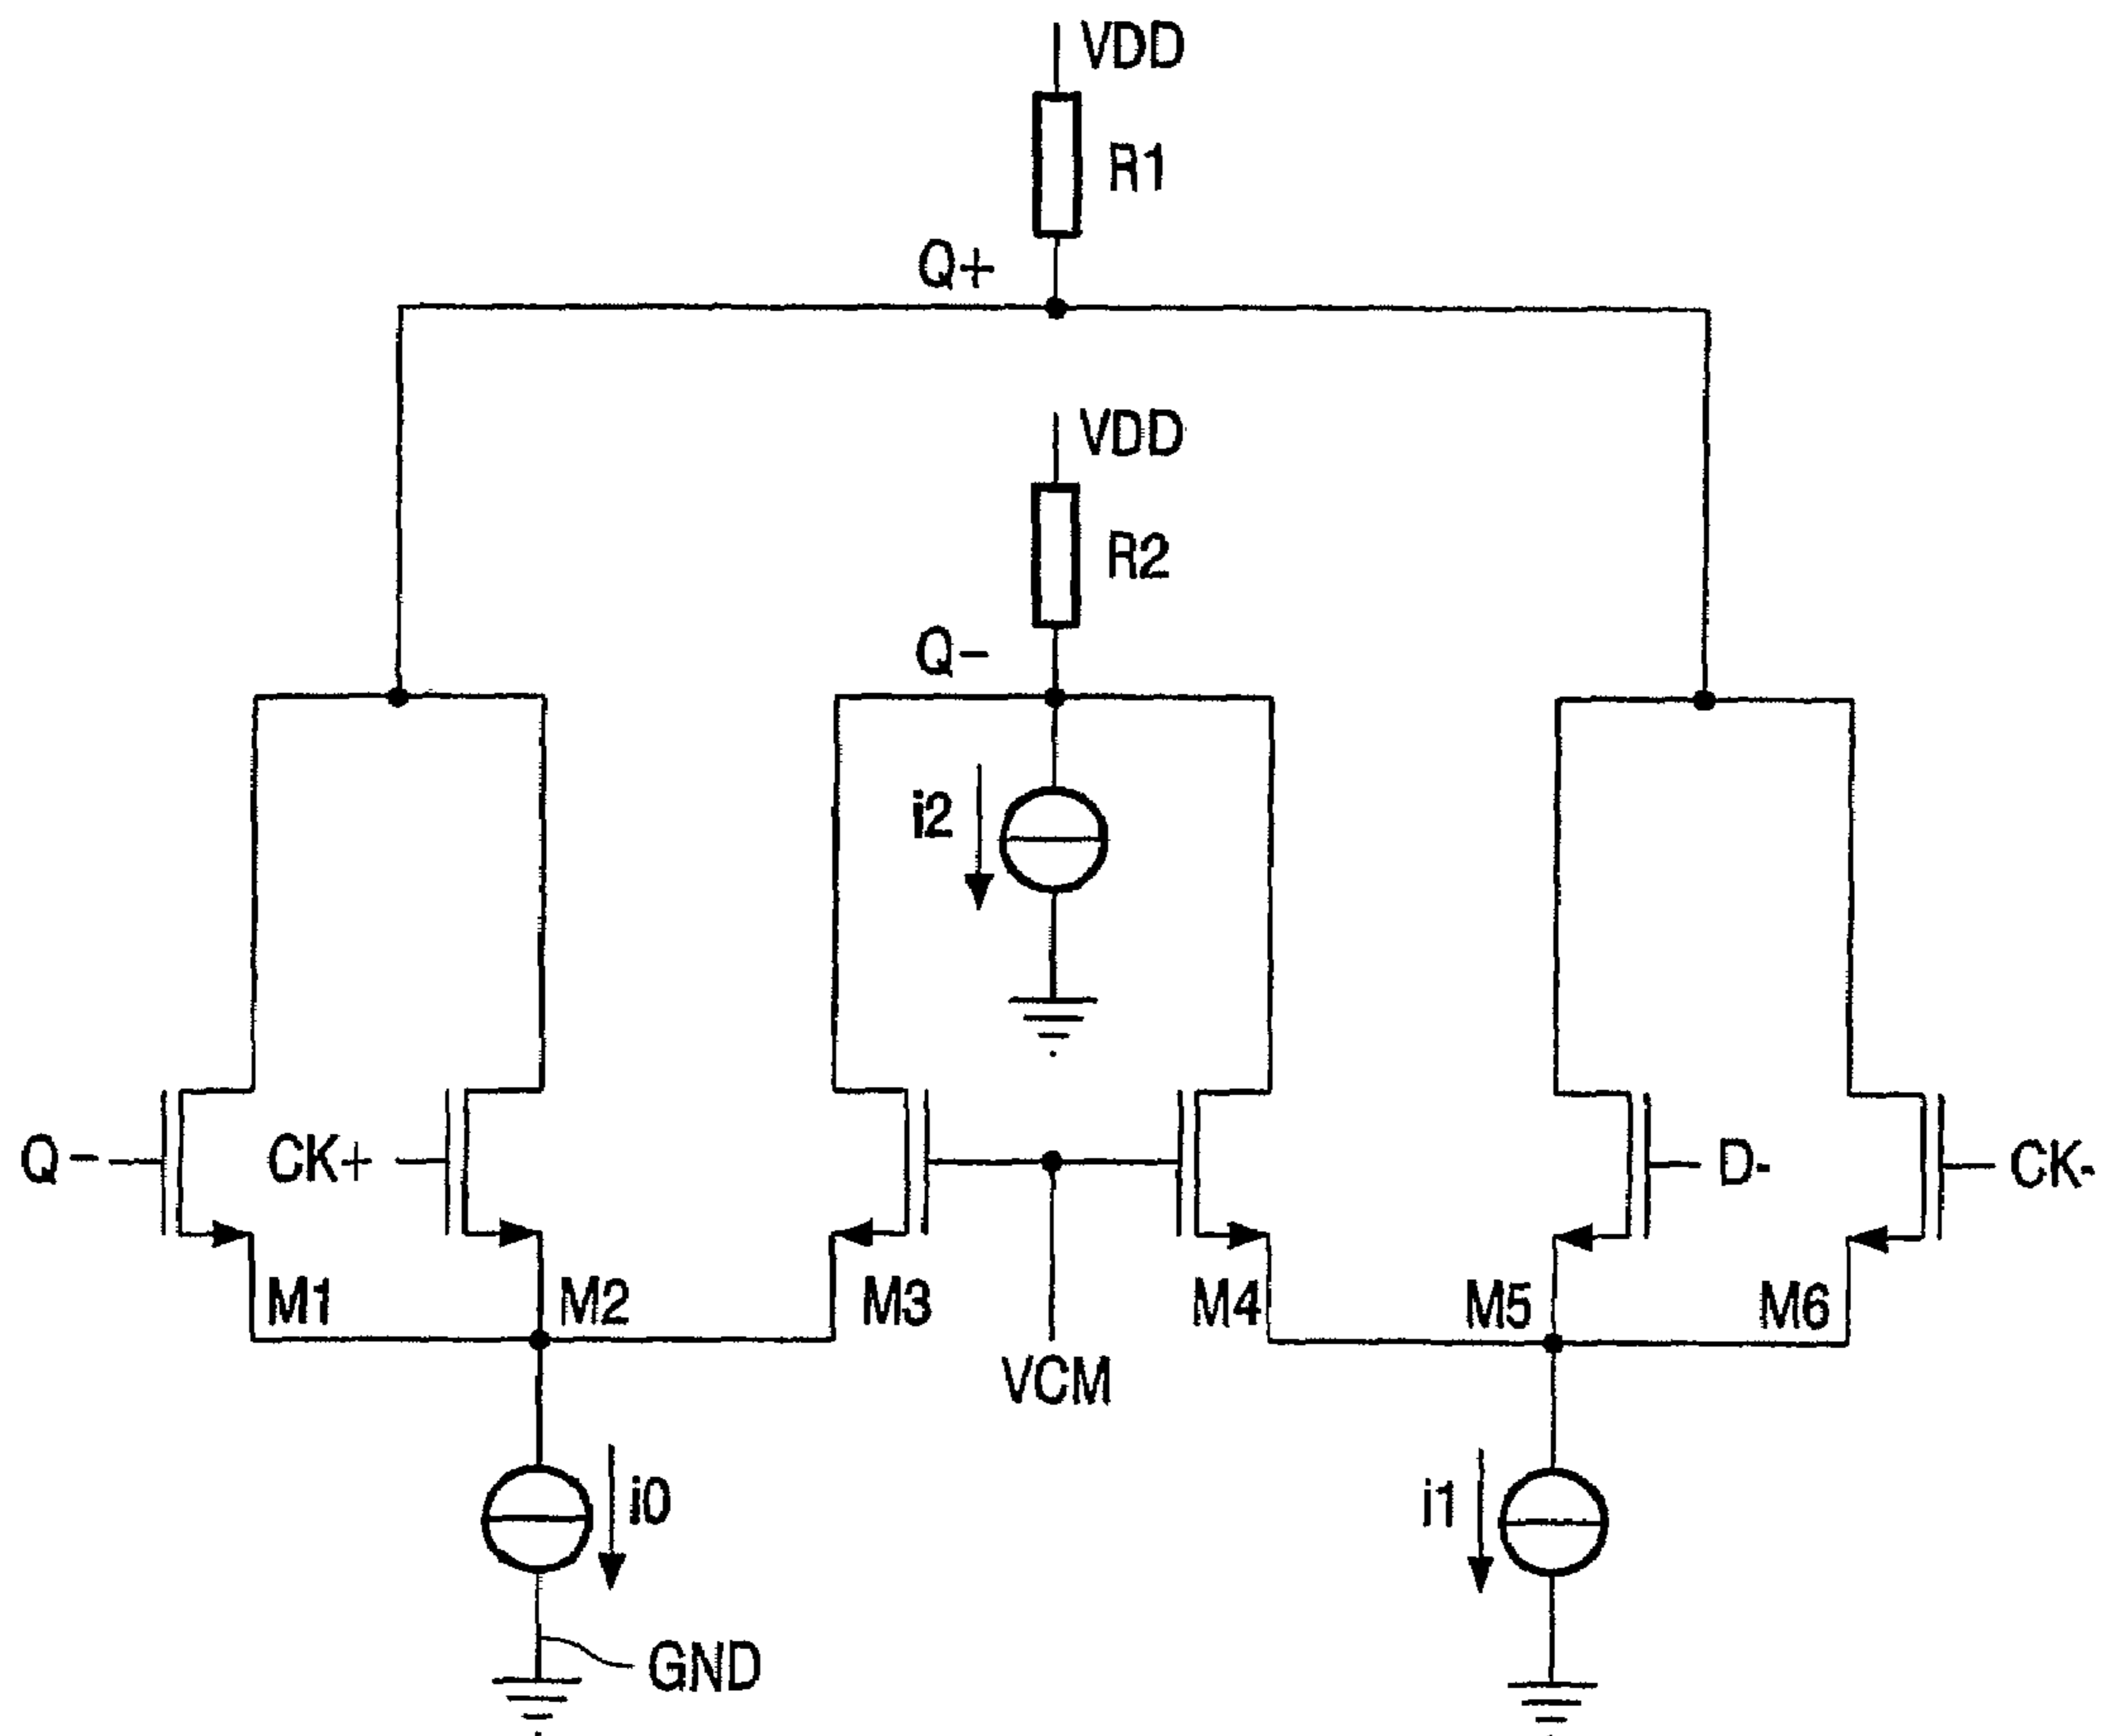 VDD
R1
Q+
VDD
R2
Q-
i2
Q- CK+ D- CK-
M1 M2 M3 M4 M5 M6
VCM
i0 i1
GND